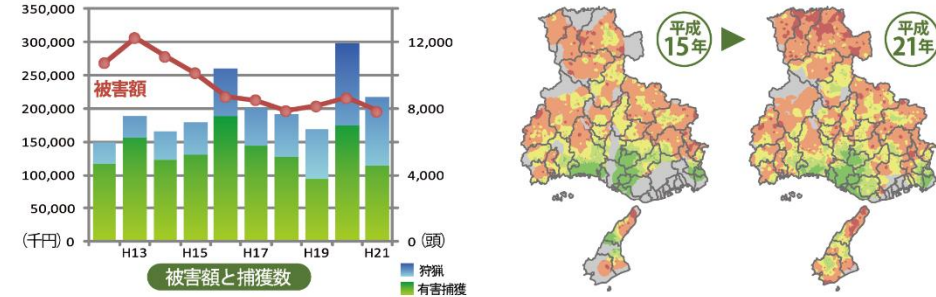 350,000
300,000
250,000
200,000
150,000
100,000
50,000
(千円) 0
12,000
8,000
4,000
0 (頭)
被害額
H13
H15
H17
H19
H21
被害額と捕獲数
狩猟
有害捕獲
平成
15年
平成
21年